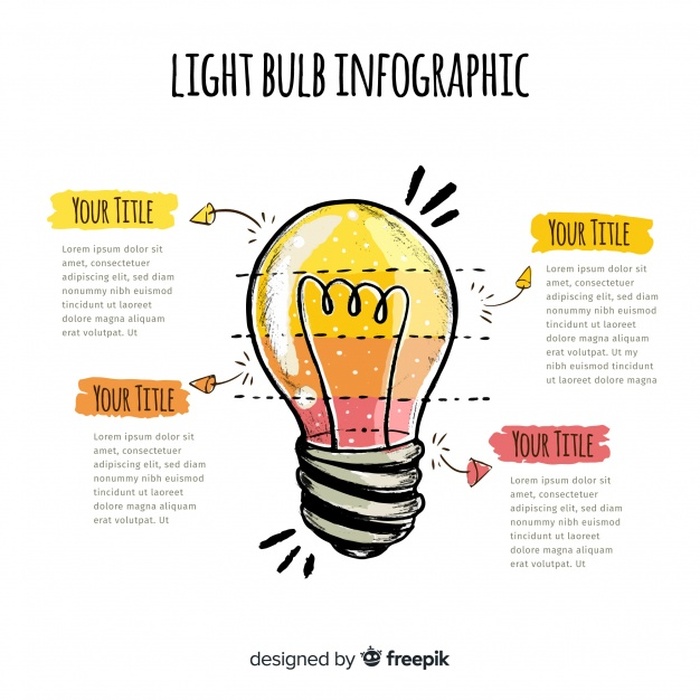 LIGHT BULB INFOGRAPHIC
YOUR TITLE
Lorem ipsum dolor sit
amet, consectetuer
adipiscing elit, sed diam
nonummy nibh euismod
tincidunt ut laoreet
dolore magna aliquam
erat volutpat. Ut
YOUR TITLE
Lorem ipsum dolor sit
amet, consectetuer
adipiscing elit, sed diam
nonummy nibh euismod
tincidunt ut laoreet
dolore magna aliquam
erat volutpat. Ut my
nibh euismod tincidunt
ut laoreet dolore magna
YOUR TITLE
Lorem ipsum dolor sit
amet, consectetuer
adipiscing elit, sed diam
nonummy nibh euismod
tincidunt ut laoreet
dolore magna aliquam
erat volutpat. Ut
YOUR TITLE
Lorem ipsum dolor sit
amet, consectetuer
adipiscing elit, sed diam
nonummy nibh euismod
tincidunt ut laoreet
dolore magna aliquam
erat volutpat. Ut
designed by freepik